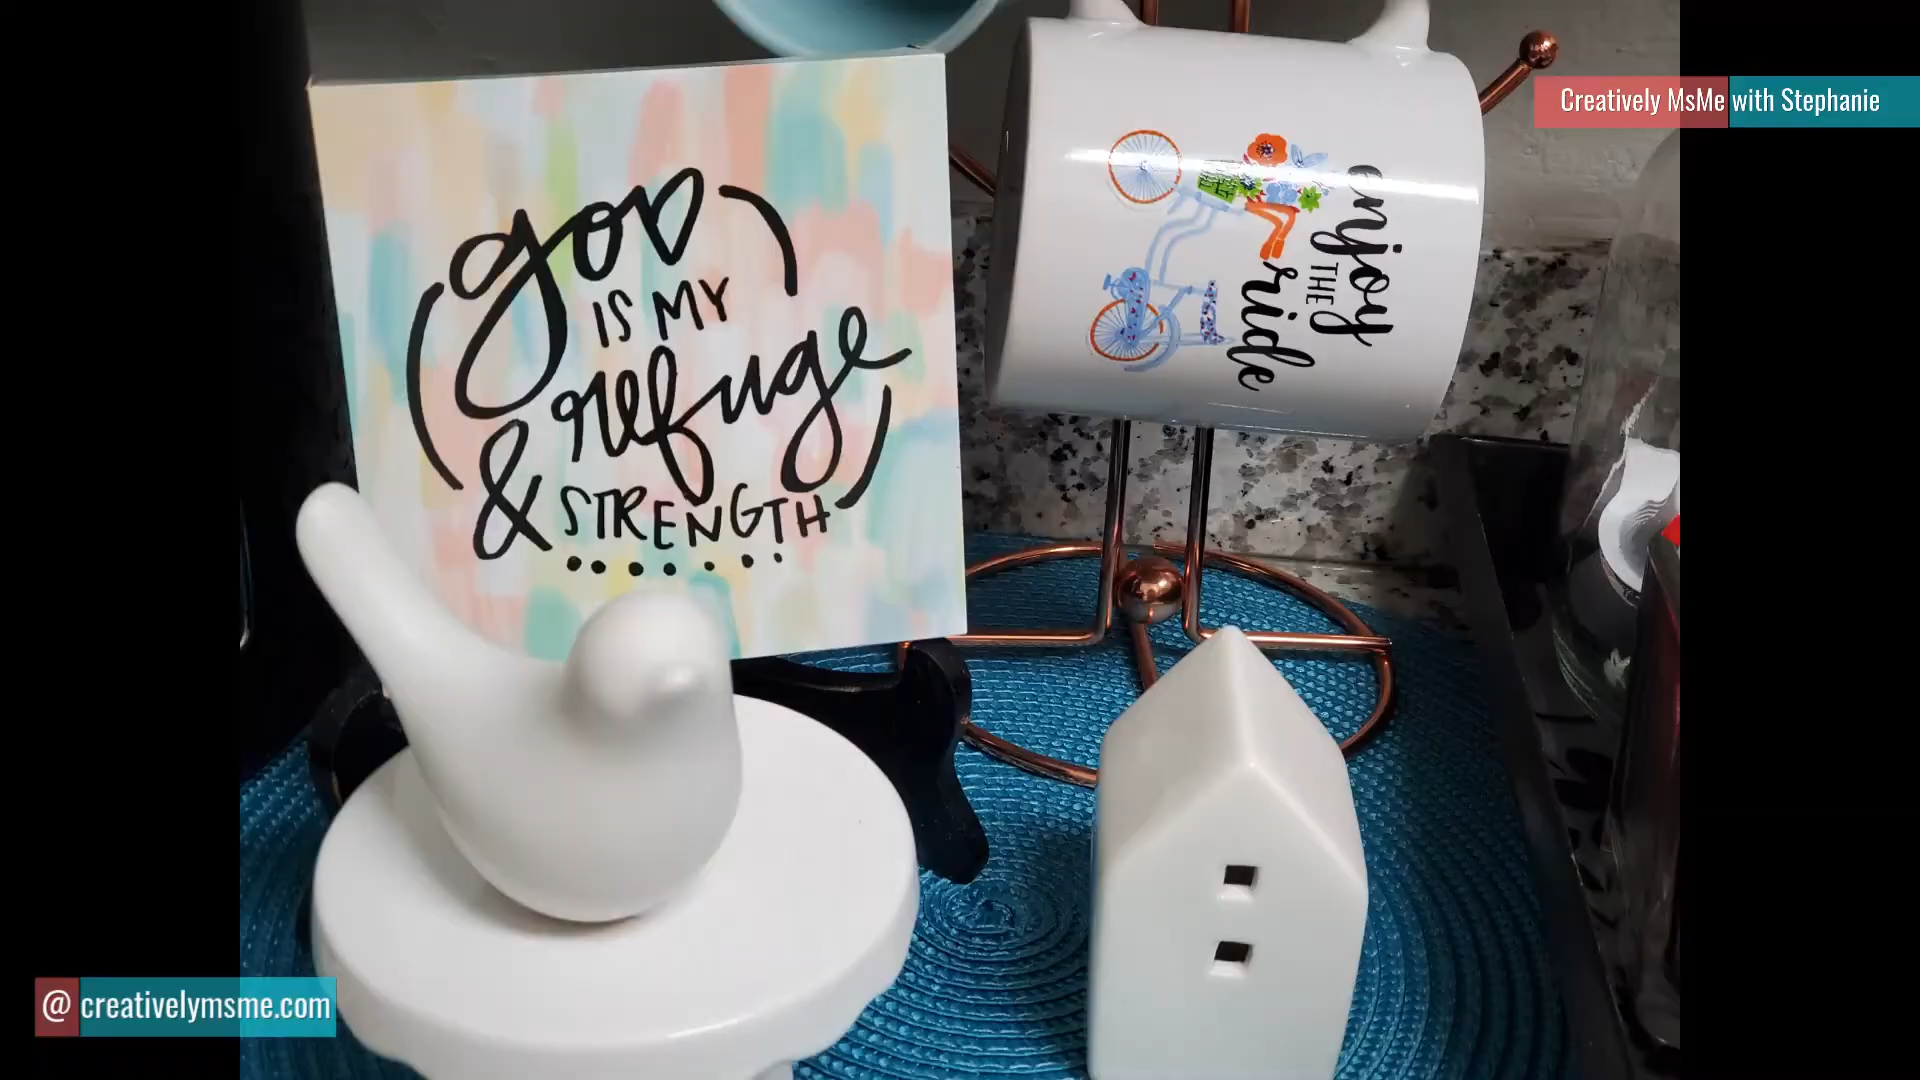 god
IS MY
refuge
& STRENGTH
enjoy
THE
ride
Creatively MsMe with Stephanie
@ creativelymsme.com